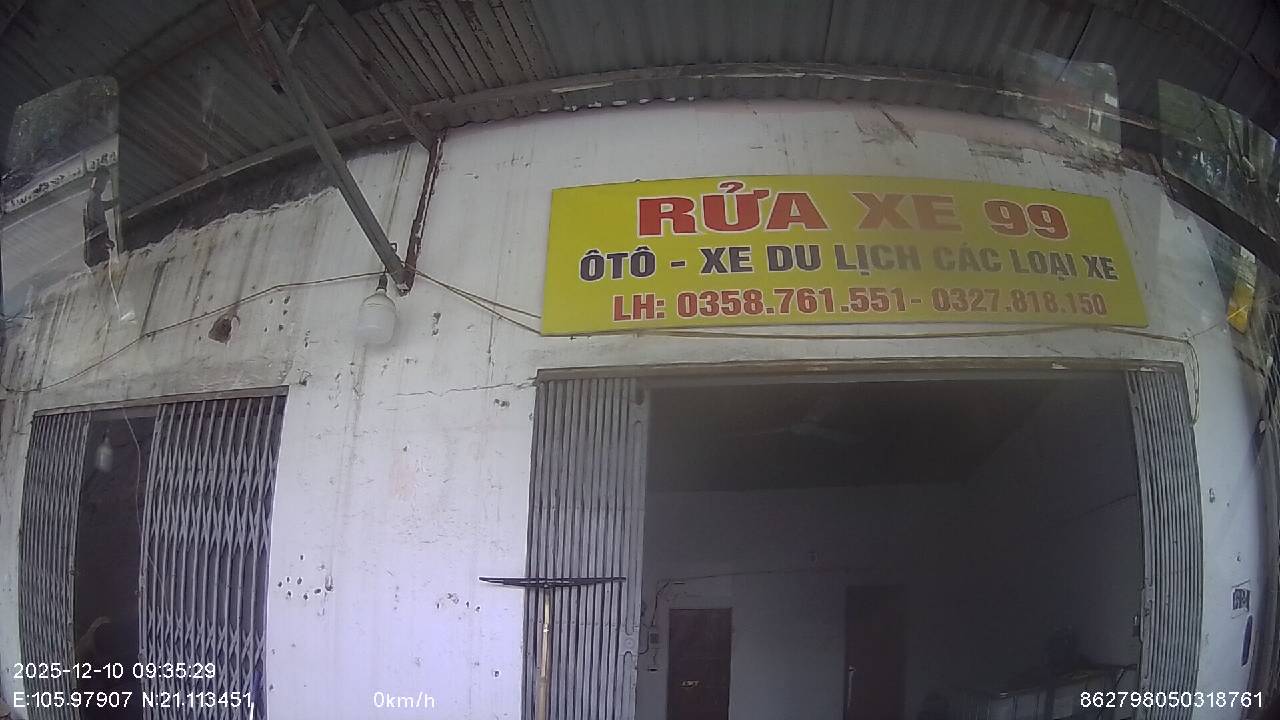 RỬA XE 99
ÔTÔ - XE DU LỊCH CÁC LOẠI XE
LH: 0358.761.551- 0327.818.150
2025-12-10 09:35:29
E:105.97907 N:21.113451
0km/h
862798050318761